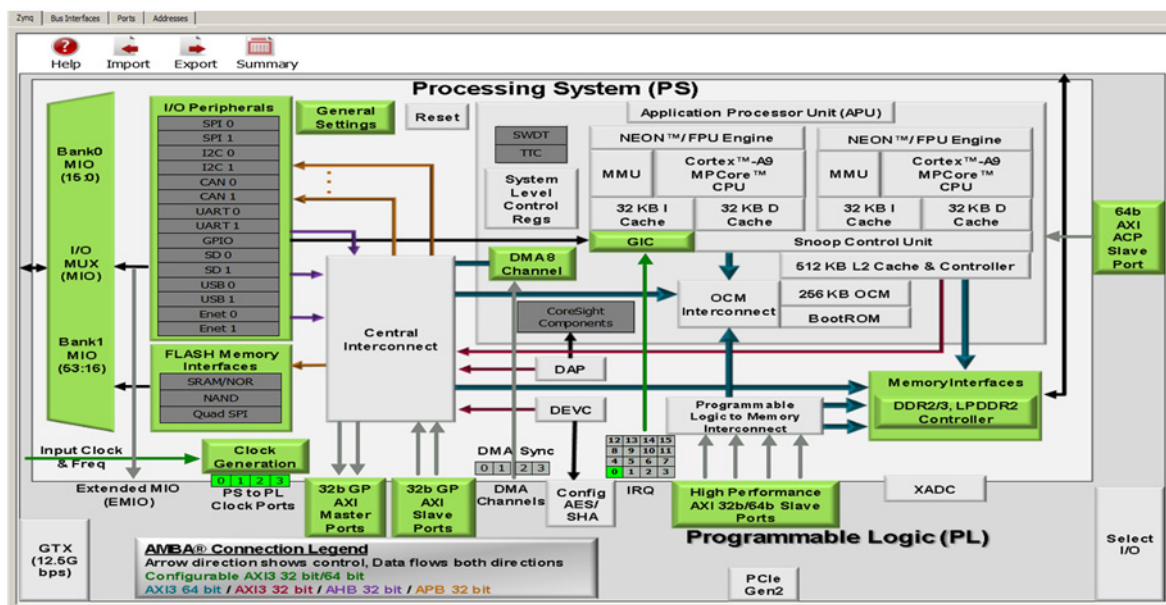 Zynq
Bus Interfaces
Ports
Addresses
Help
Import
Export
Summary
Processing System (PS)
Bank0
MIO
(15:0)
I/O
MUX
(MIO)
Bank1
MIO
(53:16)
I/O Peripherals
SPI 0
SPI 1
I2C 0
I2C 1
CAN 0
CAN 1
UART 0
UART 1
GPIO
SD 0
SD 1
USB 0
USB 1
Enet 0
Enet 1
FLASH Memory
Interfaces
SRAM/NOR
NAND
Quad SPI
General
Settings
Reset
Application Processor Unit (APU)
SWDT
TTC
System
Level
Control
Regs
NEON™/FPU Engine
MMU
Cortex™-A9
MPCore™
CPU
32 KB I
Cache
32 KB D
Cache
NEON™/FPU Engine
MMU
Cortex™-A9
MPCore™
CPU
32 KB I
Cache
32 KB D
Cache
GIC
Snoop Control Unit
DMA 8
Channel
512 KB L2 Cache & Controller
OCM
Interconnect
256 KB OCM
BootROM
CoreSight
Components
Central
Interconnect
DAP
DEVC
Programmable
Logic to Memory
Interconnect
Memory Interfaces
DDR2/3, LPDDR2
Controller
64b
AXI
ACP
Slave
Port
Input Clock
& Freq
Clock
Generation
0 1 2 3
PS to PL
Clock Ports
Extended MIO
(EMIO)
32b GP
AXI
Master
Ports
32b GP
AXI
Slave
Ports
DMA Sync
0 1 2 3
DMA
Channels
Config
AES/
SHA
12 13 14 15
8 9 10 11
4 5 6 7
0 1 2 3
IRQ
High Performance
AXI 32b/64b Slave
Ports
XADC
Programmable Logic (PL)
GTX
(12.5G
bps)
AMBA® Connection Legend
Arrow direction shows control, Data flows both directions
Configurable AXI3 32 bit/64 bit
AXI3 64 bit / AXI3 32 bit / AHB 32 bit / APB 32 bit
PCIe
Gen2
Select
I/O